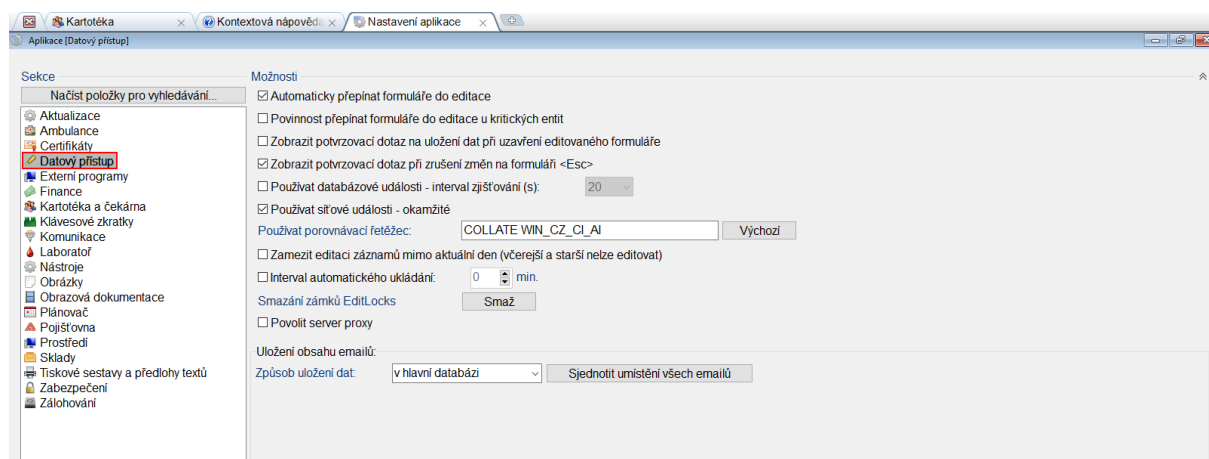 Kartotéka
Kontextová nápověda
Nastavení aplikace
Aplikace [Datový přístup]
Sekce
Načíst položky pro vyhledávání...
Aktualizace
Ambulance
Certifikáty
Datový přístup
Externí programy
Finance
Kartotéka a čekárna
Klávesové zkratky
Komunikace
Laboratoř
Nástroje
Obrázky
Obrazová dokumentace
Plánovač
Pojišťovna
Prostředí
Sklady
Tiskové sestavy a předlohy textů
Zabezpečení
Zálohování
Možnosti
Automaticky přepínat formuláře do editace
Povinnost přepínat formuláře do editace u kritických entit
Zobrazit potvrzovací dotaz na uložení dat při uzavření editovaného formuláře
Zobrazit potvrzovací dotaz při zrušení změn na formuláři <Esc>
Používat databázové události - interval zjišťování (s): 20
Používat síťové události - okamžité
Používat porovnávací řetěžec: COLLATE WIN_CZ_CI_AI Výchozí
Zamezit editaci záznamů mimo aktuální den (včerejší a starší nelze editovat)
Interval automatického ukládání: 0 min.
Smazání zámků EditLocks Smaž
Povolit server proxy
Uložení obsahu emailů:
Způsob uložení dat: v hlavní databázi Sjednotit umístění všech emailů